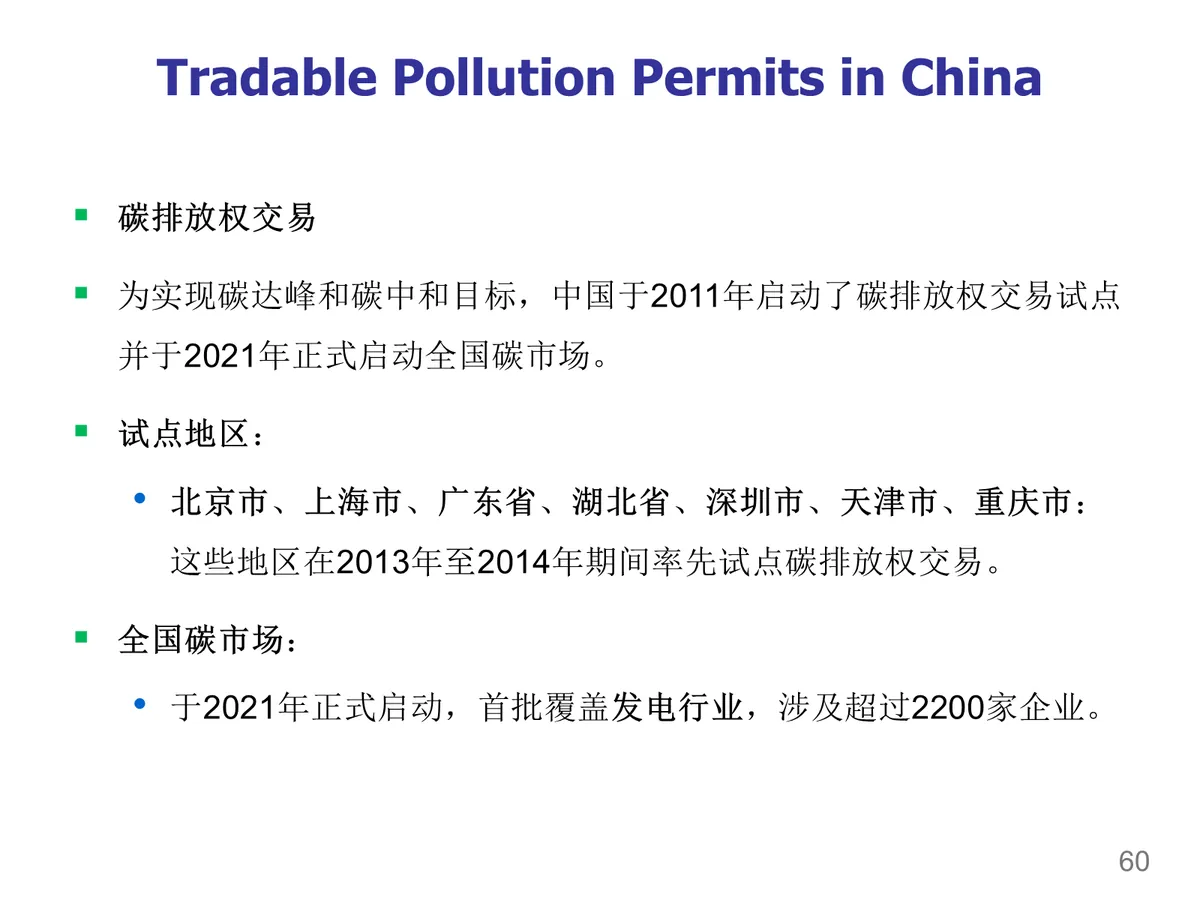 Tradable Pollution Permits in China
碳排放权交易
为实现碳达峰和碳中和目标，中国于2011年启动了碳排放权交易试点
并于2021年正式启动全国碳市场。
试点地区：
北京市、上海市、广东省、湖北省、深圳市、天津市、重庆市：
这些地区在2013年至2014年期间率先试点碳排放权交易。
全国碳市场：
于2021年正式启动，首批覆盖发电行业，涉及超过2200家企业。
60